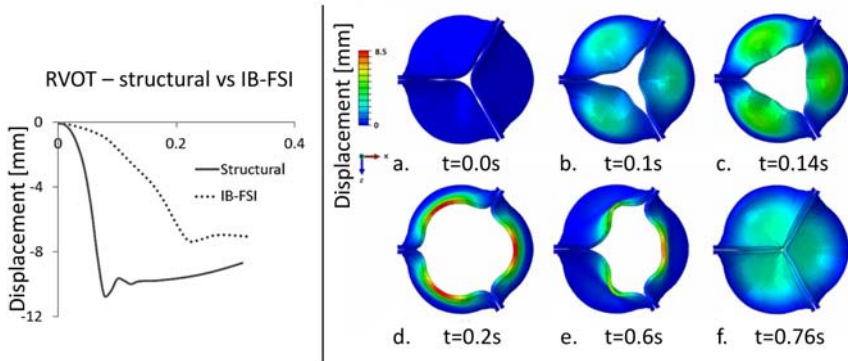 RVOT – structural vs IB-FSI
Displacement [mm]
0
0
0.2
0.4
-4
-8
-12
Structural
IB-FSI
Displacement [mm]
8.5
0
X
Z
a. t=0.0s
b. t=0.1s
c. t=0.14s
d. t=0.2s
e. t=0.6s
f. t=0.76s